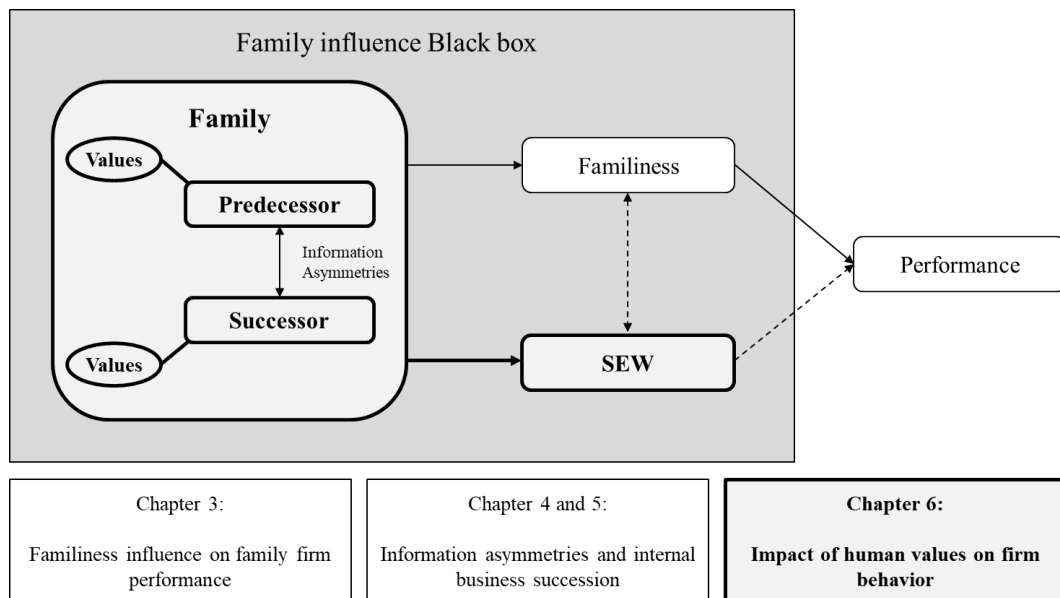 Family influence Black box
Family
Values
Predecessor
Information
Asymmetries
Successor
Values
Familiness
SEW
Performance
Chapter 3:
Familiness influence on family firm
performance
Chapter 4 and 5:
Information asymmetries and internal
business succession
Chapter 6:
Impact of human values on firm
behavior